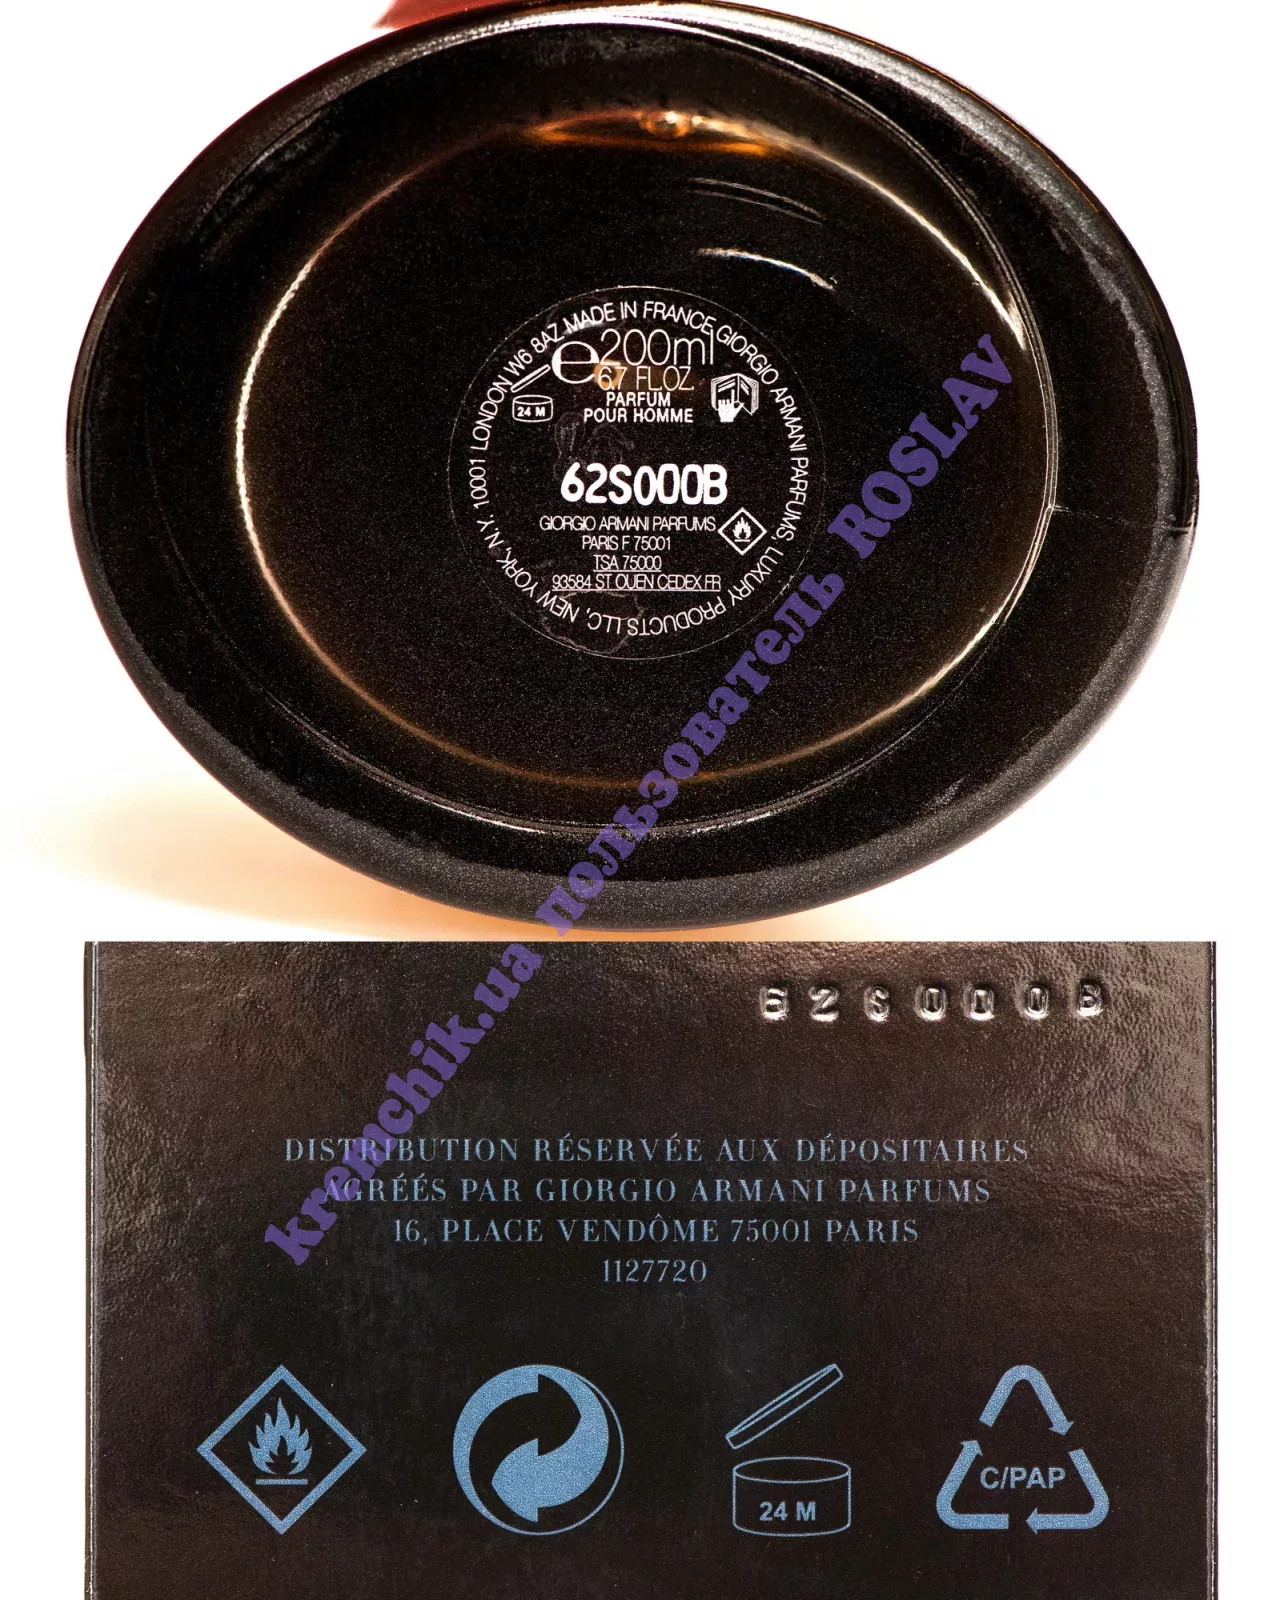 GIORGIO ARMANI PARFUMS, LUXURY PRODUCTS LLC, NEW YORK, N.Y. 10001 LONDON W6 8AZ MADE IN FRANCE
e 200ml
6.7 FL.OZ
PARFUM
POUR HOMME
24 M
62S000B
GIORGIO ARMANI PARFUMS
PARIS F 75001
TSA 75000
93584 ST OUEN CEDEX FR
kremchik.ua пользователь ROSLAV
62S000B
DISTRIBUTION RÉSERVÉE AUX DÉPOSITAIRES
AGRÉÉS PAR GIORGIO ARMANI PARFUMS
16, PLACE VENDÔME 75001 PARIS
1127720
24 M
C/PAP